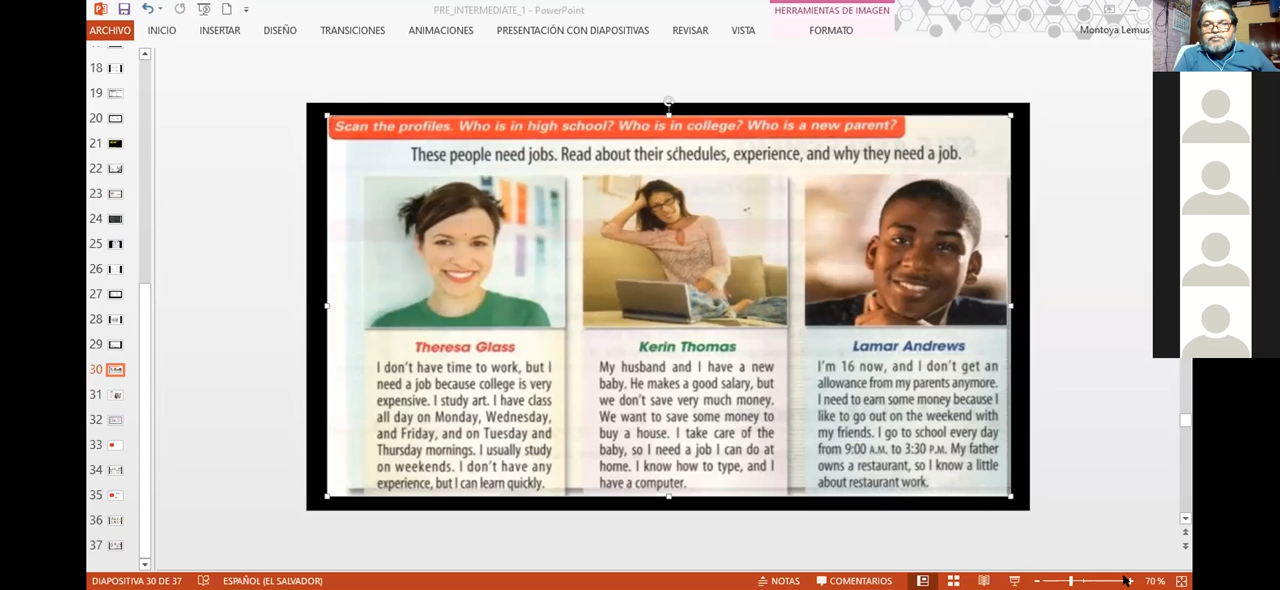 PRE_INTERMEDIATE_1 - PowerPoint
HERRAMIENTAS DE IMAGEN
ARCHIVO INICIO INSERTAR DISEÑO TRANSICIONES ANIMACIONES PRESENTACIÓN CON DIAPOSITIVAS REVISAR VISTA FORMATO
Montoya Lemus
18
19
20
21
22
23
24
25
26
27
28
29
30
31
32
33
34
35
36
37
Scan the profiles. Who is in high school? Who is in college? Who is a new parent?
These people need jobs. Read about their schedules, experience, and why they need a job.
Theresa Glass
I don't have time to work, but I
need a job because college is very
expensive. I study art. I have class
all day on Monday, Wednesday,
and Friday, and on Tuesday and
Thursday mornings. I usually study
on weekends. I don't have any
experience, but I can learn quickly.
Kerin Thomas
My husband and I have a new
baby. He makes a good salary, but
we don't save very much money.
We want to save some money to
buy a house. I take care of the
baby, so I need a job I can do at
home. I know how to type, and I
have a computer.
Lamar Andrews
I'm 16 now, and I don't get an
allowance from my parents anymore.
I need to earn some money because I
like to go out on the weekend with
my friends. I go to school every day
from 9:00 A.M. to 3:30 P.M. My father
owns a restaurant, so I know a little
about restaurant work.
DIAPOSITIVA 30 DE 37 ESPAÑOL (EL SALVADOR) NOTAS COMENTARIOS 70 %